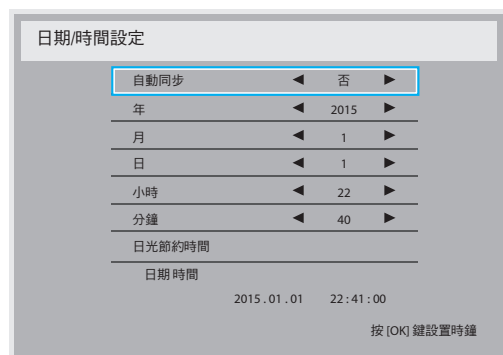 日期/時間設定
自動同步 ◀ 否 ▶
年 ◀ 2015 ▶
月 ◀ 1 ▶
日 ◀ 1 ▶
小時 ◀ 22 ▶
分鐘 ◀ 40 ▶
日光節約時間
日期 時間
2015 . 01 . 01 22 : 41 : 00
按 [OK] 鍵設置時鐘